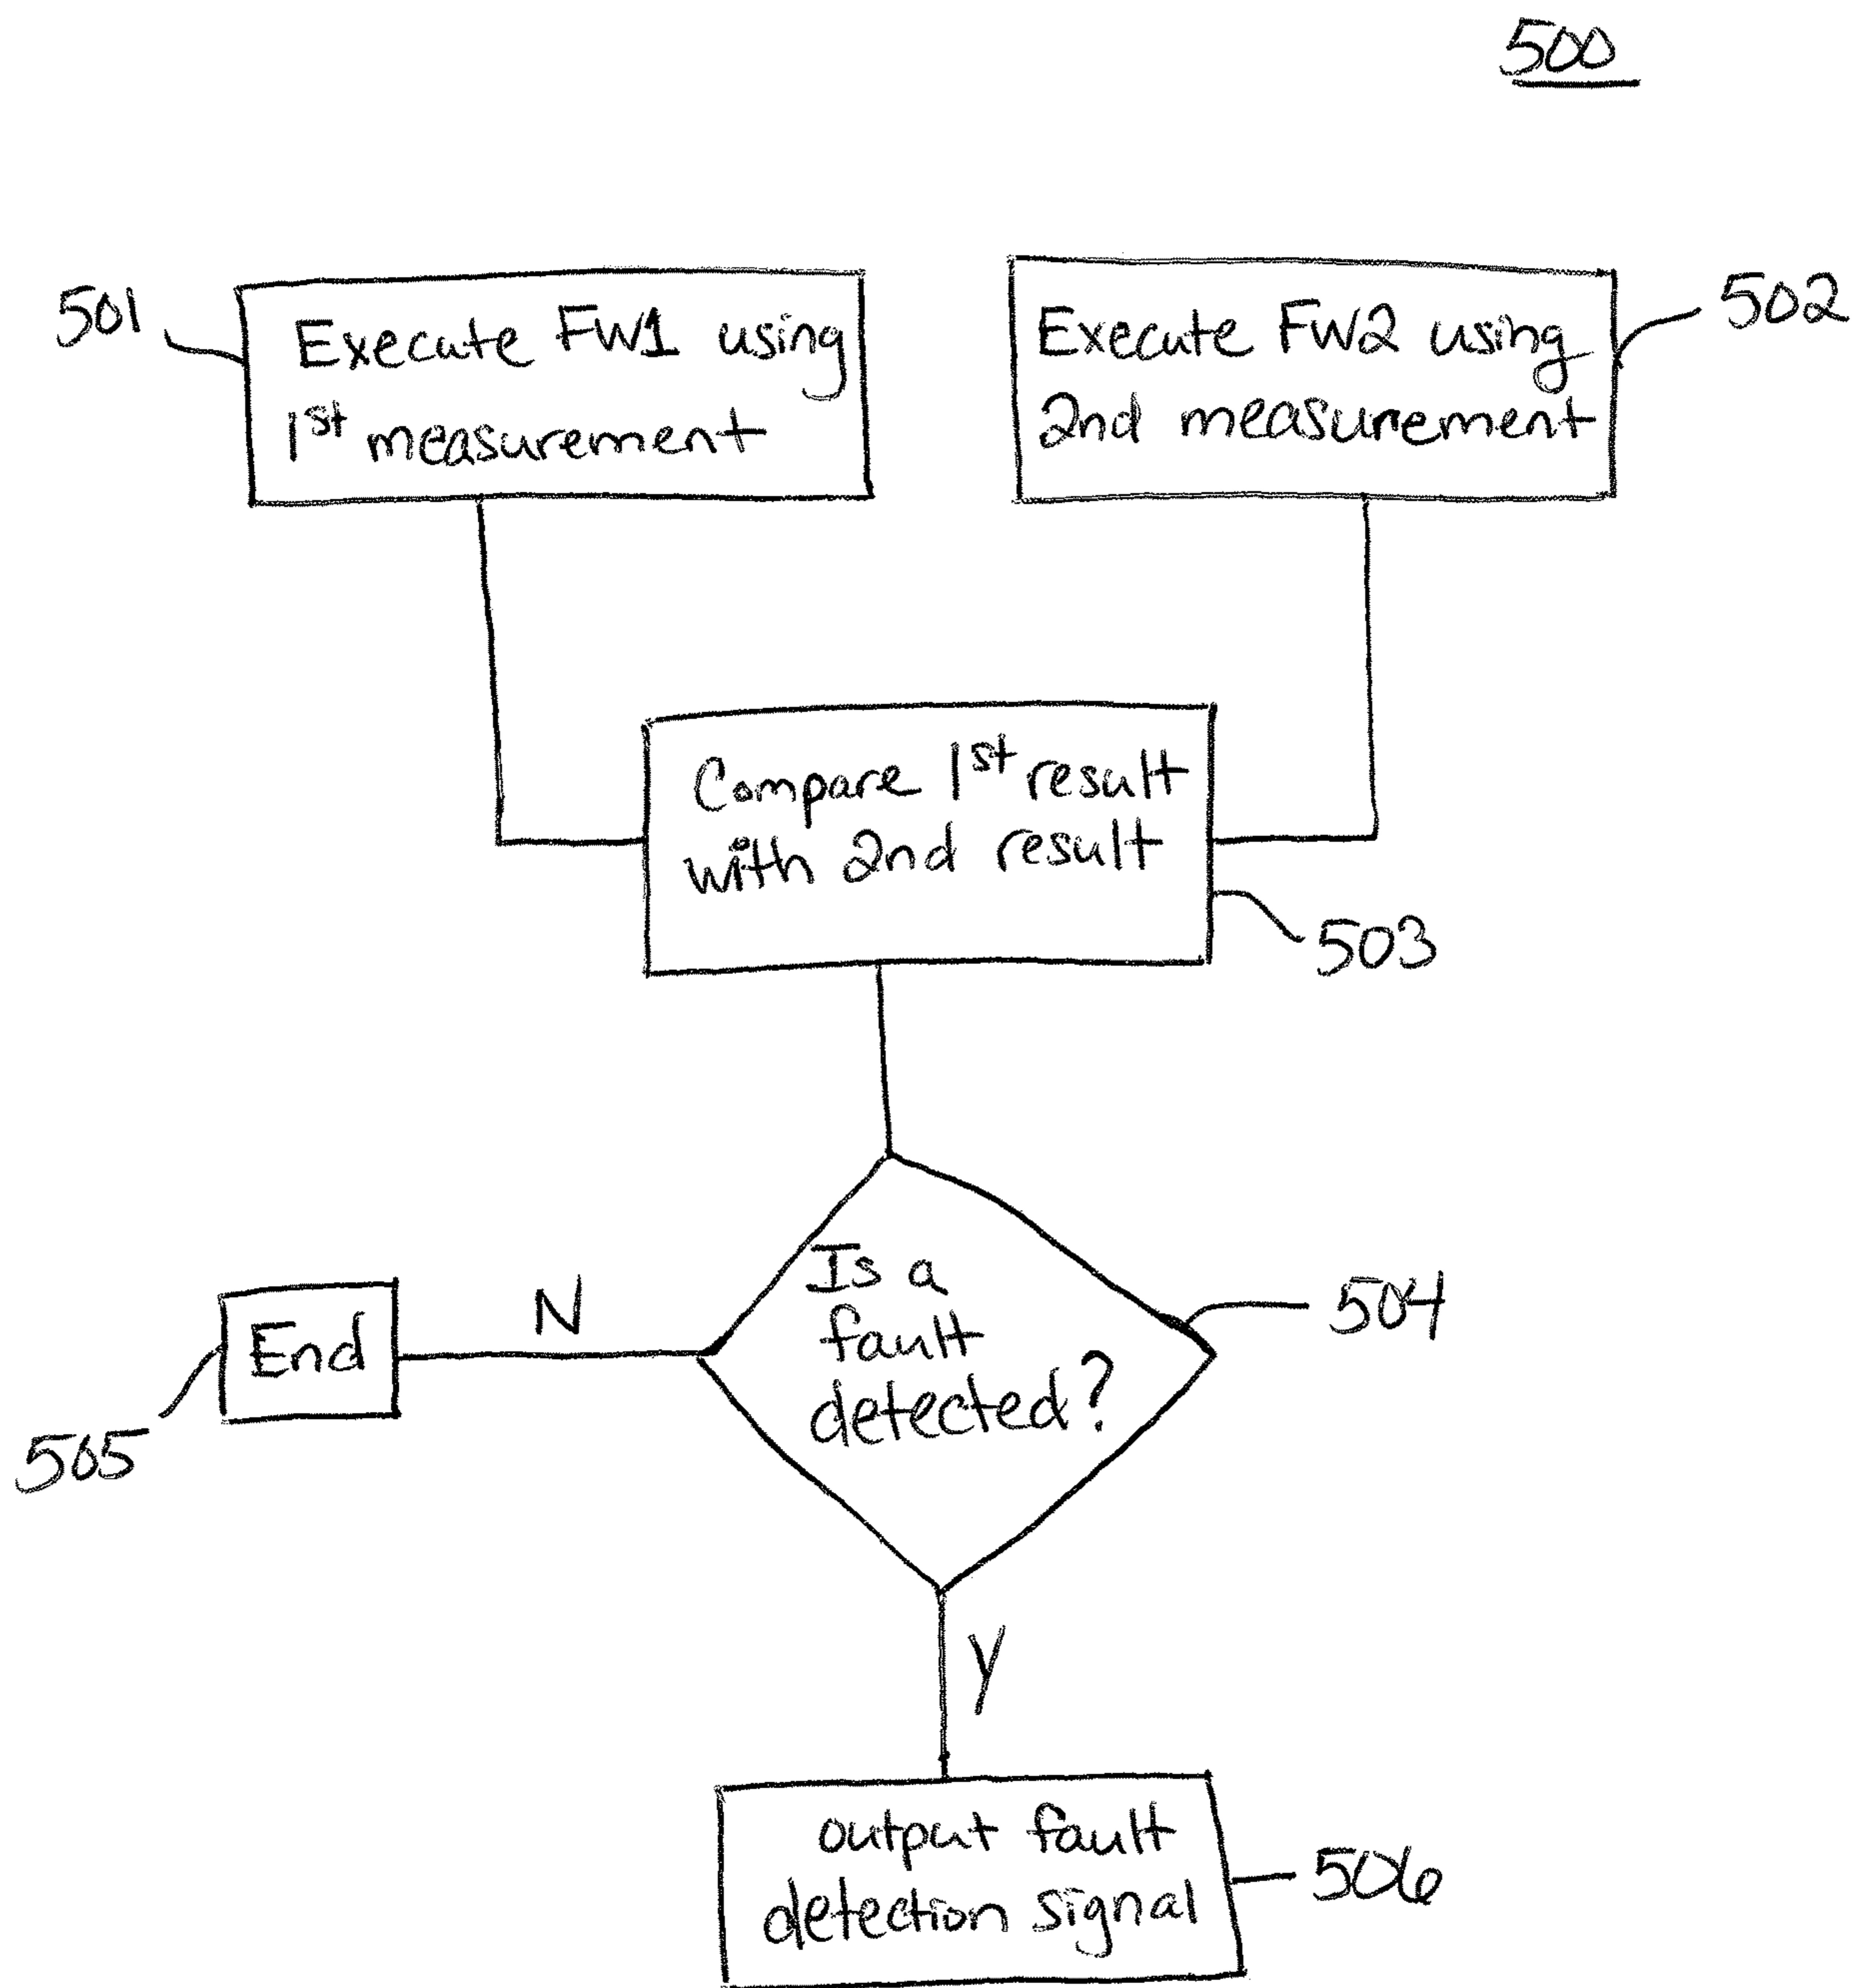 500
501
Execute FW1 using
1st measurement
Execute FW2 using
2nd measurement
502
Compare 1st result
with 2nd result
503
Is a
fault
detected?
504
N
End
505
Y
output fault
detection signal
506